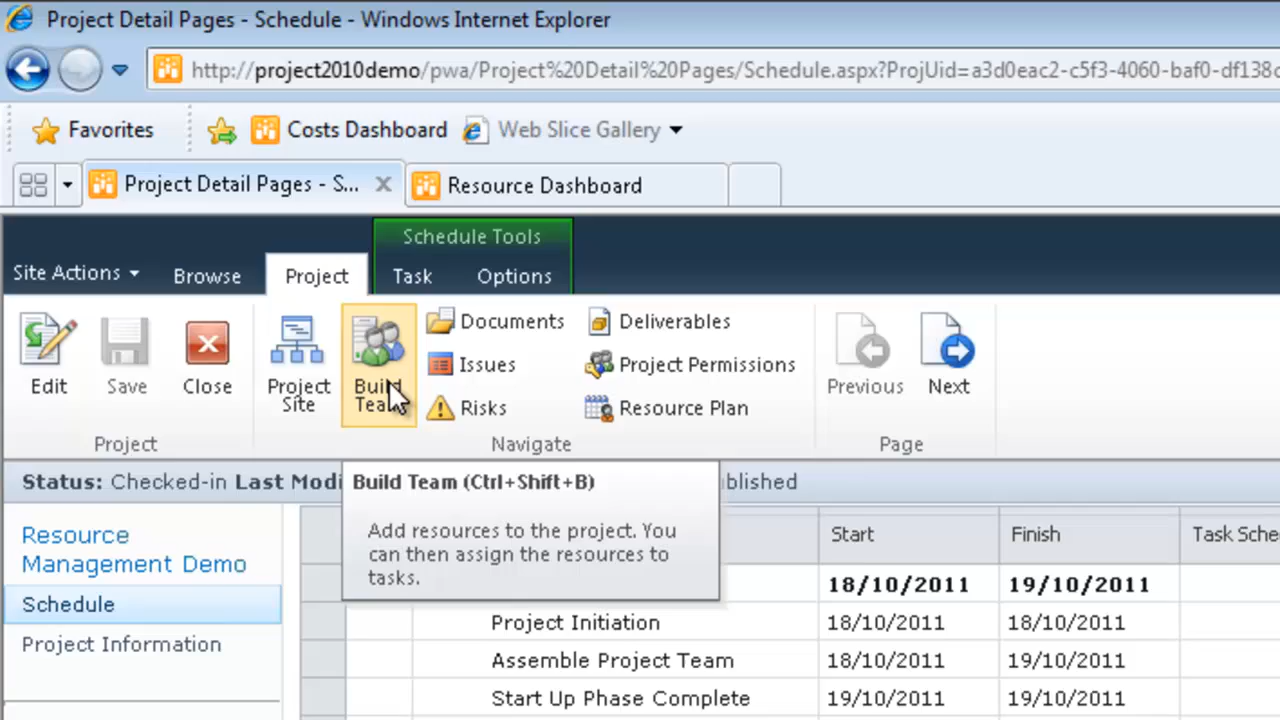 Project Detail Pages - Schedule - Windows Internet Explorer
http://project2010demo/pwa/Project%20Detail%20Pages/Schedule.aspx?ProjUid=a3d0eac2-c5f3-4060-baf0-df138c
Favorites Costs Dashboard Web Slice Gallery
Project Detail Pages - S... Resource Dashboard
Schedule Tools
Site Actions Browse Project Task Options
Documents Deliverables
Issues Project Permissions
Edit Save Close Project Site Build Team Previous Next
Risks Resource Plan
Project Navigate Page
Status: Checked-in Last Modi blished
Build Team (Ctrl+Shift+B)
Add resources to the project. You
can then assign the resources to
tasks.
Resource
Management Demo
Schedule
Project Information
Start Finish Task Sche
18/10/2011 19/10/2011
Project Initiation 18/10/2011 18/10/2011
Assemble Project Team 18/10/2011 19/10/2011
Start Up Phase Complete 19/10/2011 19/10/2011